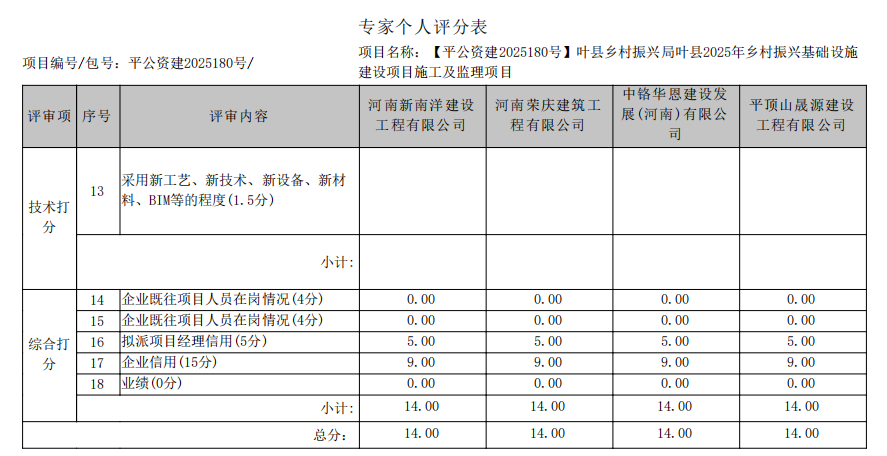 专家个人评分表
项目编号/包号: 平公资建2025180号/
项目名称: 【平公资建2025180号】叶县乡村振兴局叶县2025年乡村振兴基础设施
建设项目施工及监理项目
评审项 序号 评审内容 河南新南洋建设工程有限公司 河南荣庆建筑工程有限公司 中铬华恩建设发展(河南)有限公司 平顶山晟源建设工程有限公司
技术打分
13 采用新工艺、新技术、新设备、新材料、BIM等的程度(1.5分)
小计:
综合打分
14 企业既往项目人员在岗情况(4分) 0.00 0.00 0.00 0.00
15 企业既往项目人员在岗情况(4分) 0.00 0.00 0.00 0.00
16 拟派项目经理信用(5分) 5.00 5.00 5.00 5.00
17 企业信用(15分) 9.00 9.00 9.00 9.00
18 业绩(0分) 0.00 0.00 0.00 0.00
小计: 14.00 14.00 14.00 14.00
总分: 14.00 14.00 14.00 14.00